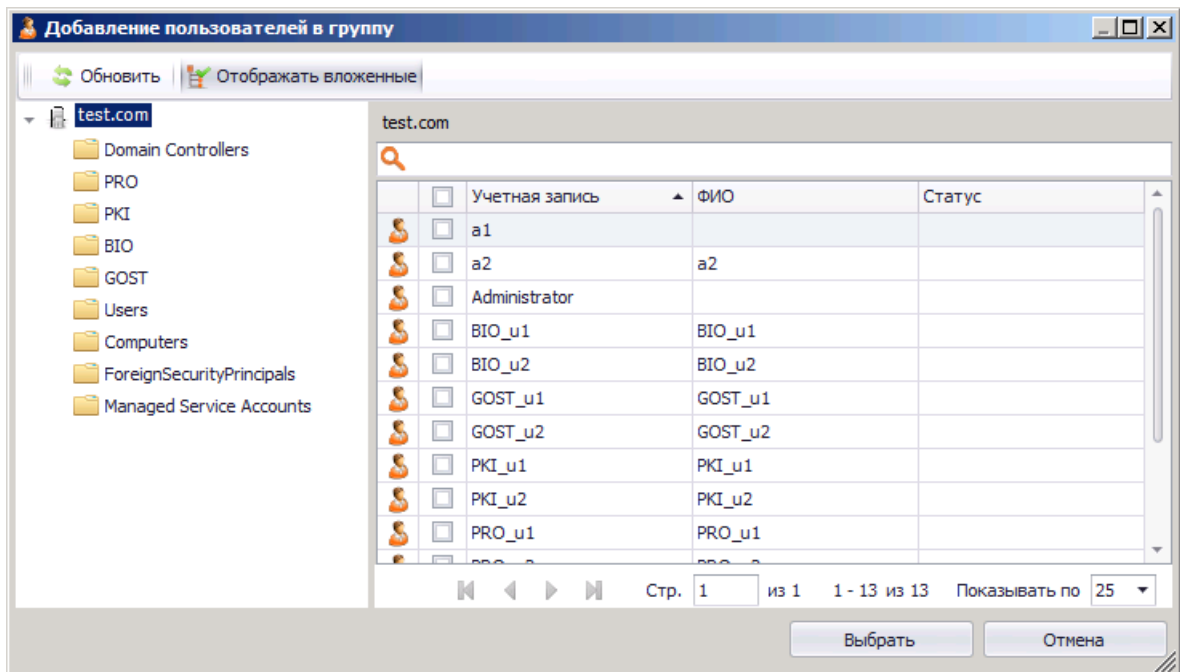 Добавление пользователей в группу
Обновить Отображать вложенные
test.com
Domain Controllers
PRO
PKI
BIO
GOST
Users
Computers
ForeignSecurityPrincipals
Managed Service Accounts
test.com
Учетная запись ФИО Статус
a1
a2 a2
Administrator
BIO_u1 BIO_u1
BIO_u2 BIO_u2
GOST_u1 GOST_u1
GOST_u2 GOST_u2
PKI_u1 PKI_u1
PKI_u2 PKI_u2
PRO_u1 PRO_u1
Стр. 1 из 1 1 - 13 из 13 Показывать по 25
Выбрать Отмена